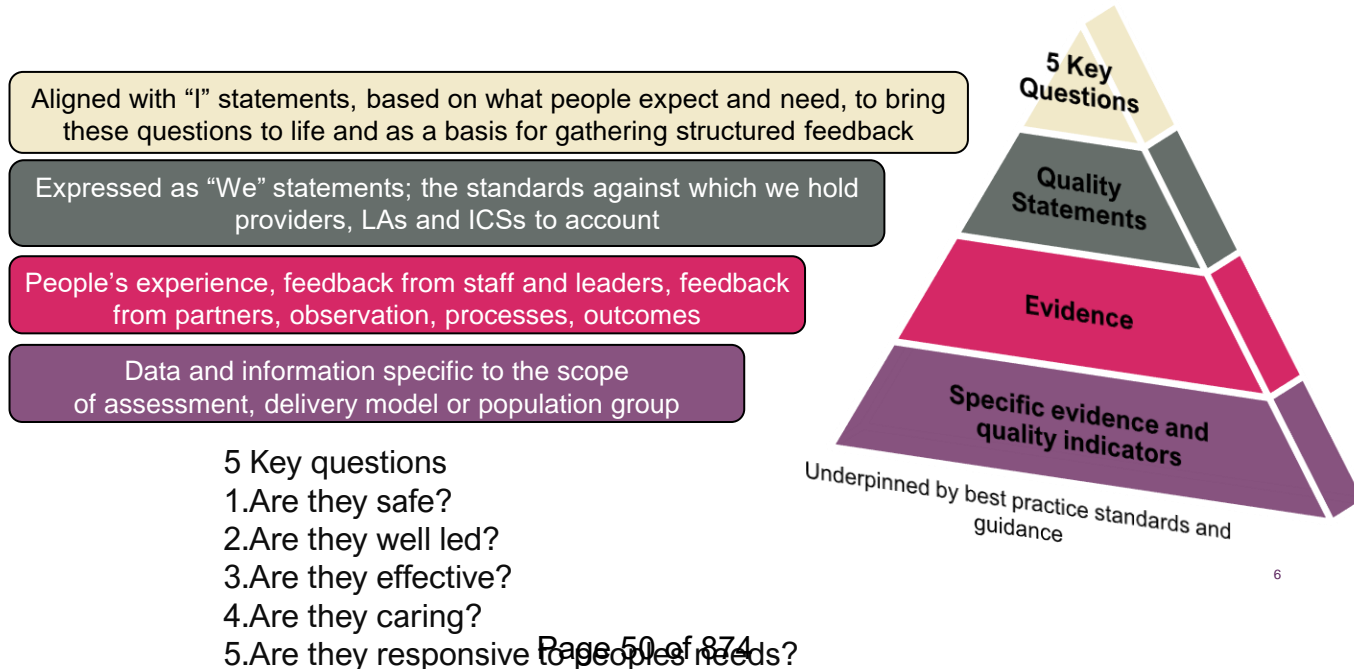 Aligned with “I” statements, based on what people expect and need, to bring
these questions to life and as a basis for gathering structured feedback
Expressed as “We” statements; the standards against which we hold
providers, LAs and ICSs to account
People’s experience, feedback from staff and leaders, feedback
from partners, observation, processes, outcomes
Data and information specific to the scope
of assessment, delivery model or population group
5 Key
Questions
Quality
Statements
Evidence
Specific evidence and
quality indicators
Underpinned by best practice standards and
guidance
5 Key questions
1.Are they safe?
2.Are they well led?
3.Are they effective?
4.Are they caring?
5.Are they responsive to peoples needs?
Page 50 of 874
6